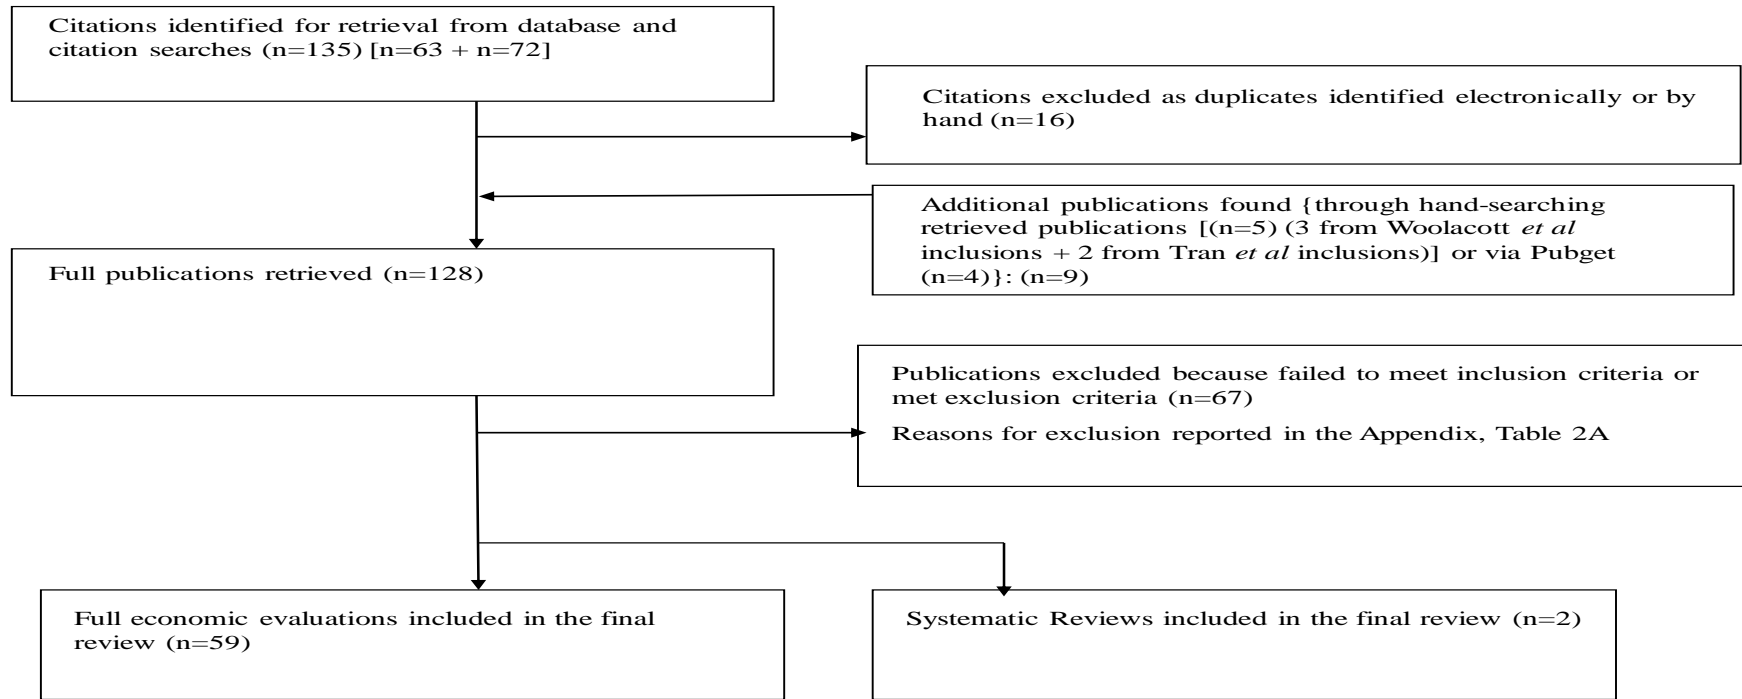 Citations identified for retrieval from database and
citation searches (n=135) [n=63 + n=72]
Citations excluded as duplicates identified electronically or by
hand (n=16)
Additional publications found {through hand-searching
retrieved publications [(n=5) (3 from Woolacott et al
inclusions + 2 from Tran et al inclusions)] or via Pubget
(n=4)}: (n=9)
Full publications retrieved (n=128)
Publications excluded because failed to meet inclusion criteria or
met exclusion criteria (n=67)
Reasons for exclusion reported in the Appendix, Table 2A
Full economic evaluations included in the final
review (n=59)
Systematic Reviews included in the final review (n=2)